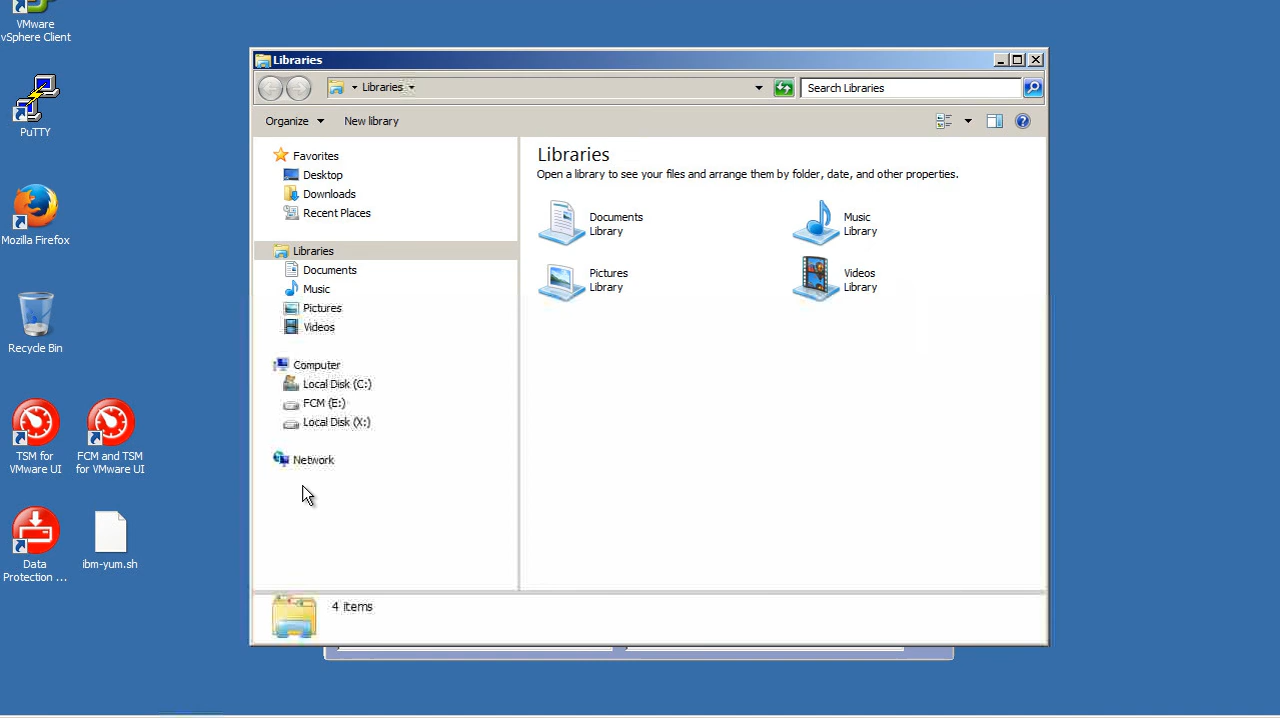 VMware
vSphere Client
PuTTY
Mozilla Firefox
Recycle Bin
TSM for
VMware UI
FCM and TSM
for VMware UI
Data
Protection ...
ibm-yum.sh
Libraries
Libraries
Search Libraries
Organize
New library
Favorites
Desktop
Downloads
Recent Places
Libraries
Documents
Music
Pictures
Videos
Computer
Local Disk (C:)
FCM (E:)
Local Disk (X:)
Network
Libraries
Open a library to see your files and arrange them by folder, date, and other properties.
Documents
Library
Music
Library
Pictures
Library
Videos
Library
4 items